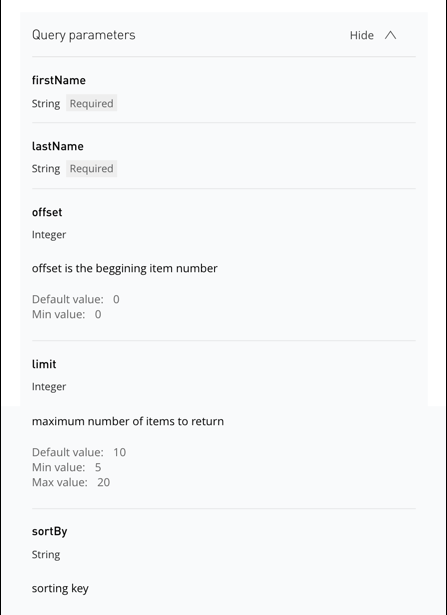 Query parameters Hide
firstName
String Required
lastName
String Required
offset
Integer
offset is the beggining item number
Default value: 0
Min value: 0
limit
Integer
maximum number of items to return
Default value: 10
Min value: 5
Max value: 20
sortBy
String
sorting key